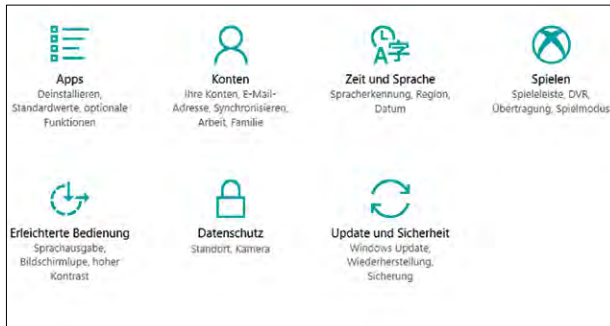 Apps
Deinstallieren,
Standardwerte, optionale
Funktionen
Konten
Ihre Konten, E-Mail-
Adresse, Synchronisieren,
Arbeit, Familie
Zeit und Sprache
Spracherkennung, Region,
Datum
Spielen
Spieleleiste, DVR,
Übertragung, Spielmodus
Erleichterte Bedienung
Sprachausgabe,
Bildschirmlupe, hoher
Kontrast
Datenschutz
Standort, Kamera
Update und Sicherheit
Windows Update,
Wiederherstellung,
Sicherung